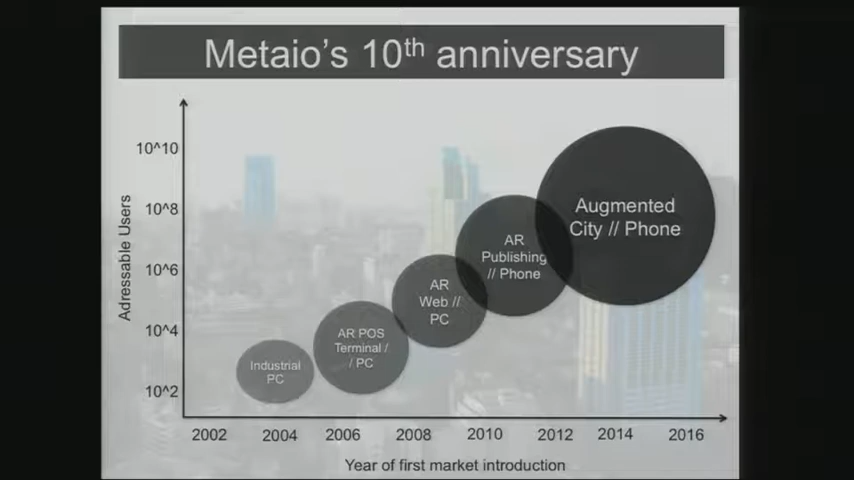 Metaio's 10th anniversary
10^10
10^8
10^6
10^4
10^2
Adressable Users
Industrial
PC
AR POS
Terminal /
/ PC
AR
Web //
PC
AR
Publishing
// Phone
Augmented
City // Phone
2002 2004 2006 2008 2010 2012 2014 2016
Year of first market introduction